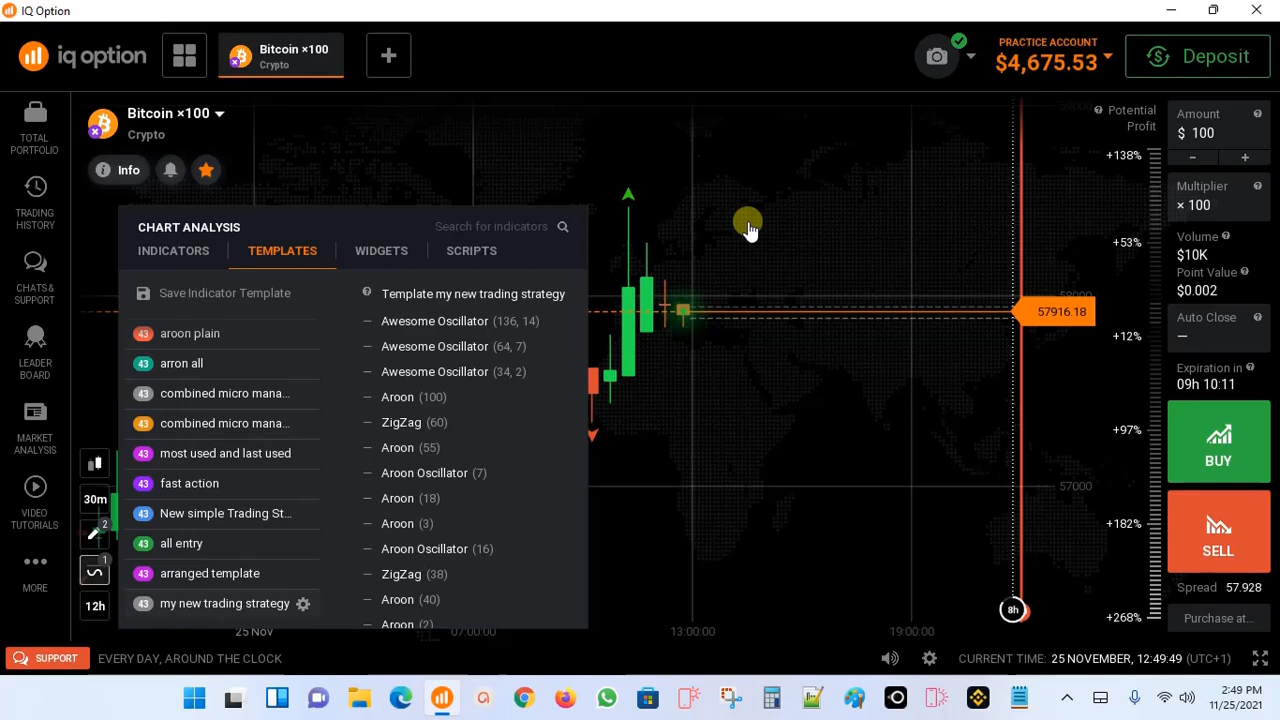 IQ Option
iq option
Bitcoin ×100
Crypto
PRACTICE ACCOUNT
$4,675.53
Deposit
TOTAL
PORTFOLIO
TRADING
HISTORY
CHATS &
SUPPORT
LEADER
BOARD
MARKET
ANALYSIS
VIDEO
TUTORIALS
MORE
Bitcoin ×100
Crypto
Info
CHART ANALYSIS
Search for indicator
INDICATORS
TEMPLATES
WIDGETS
SCRIPTS
Save Indicator Template
43 aroon plain
43 aroon all
43 combined micro mana...
43 combined micro mana...
43 most used and last used
43 fast action
43 New simple Trading St...
43 all entry
43 arranged template
43 my new trading strategy
Template my new trading strategy
Awesome Oscillator (136, 14)
Awesome Oscillator (64, 7)
Awesome Oscillator (34, 2)
Aroon (100)
ZigZag (60)
Aroon (55)
Aroon Oscillator (7)
Aroon (18)
Aroon (3)
Aroon Oscillator (16)
Aroon (2)
30m
2
1
12h
59000
58000
57916.18
57000
8h
25 NOV
07:00:00
13:00:00
19:00:00
Potential
Profit
+138%
+53%
+12%
+97%
+182%
+268%
Amount
$ 100
- +
Multiplier
× 100
Volume
$10K
Point Value
$0.002
Auto Close
—
Expiration in
09h 10:11
BUY
SELL
Spread 57.928
Purchase at...
SUPPORT
EVERY DAY, AROUND THE CLOCK
CURRENT TIME: 25 NOVEMBER, 12:49:49 (UTC+1)
2:49 PM
11/25/2021